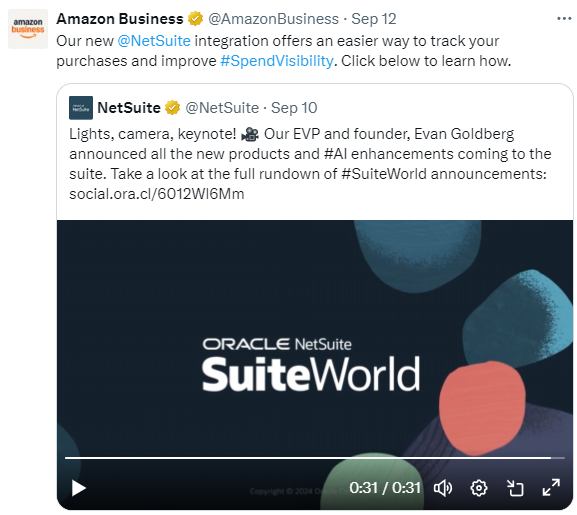 amazon
business
Amazon Business @AmazonBusiness · Sep 12
Our new @NetSuite integration offers an easier way to track your
purchases and improve #SpendVisibility. Click below to learn how.
ORACLE
NetSuite
NetSuite @NetSuite · Sep 10
Lights, camera, keynote! 🎥 Our EVP and founder, Evan Goldberg
announced all the new products and #AI enhancements coming to the
suite. Take a look at the full rundown of #SuiteWorld announcements:
social.ora.cl/6012Wl6Mm
ORACLE NetSuite
SuiteWorld
0:31 / 0:31
Copyright © 2024